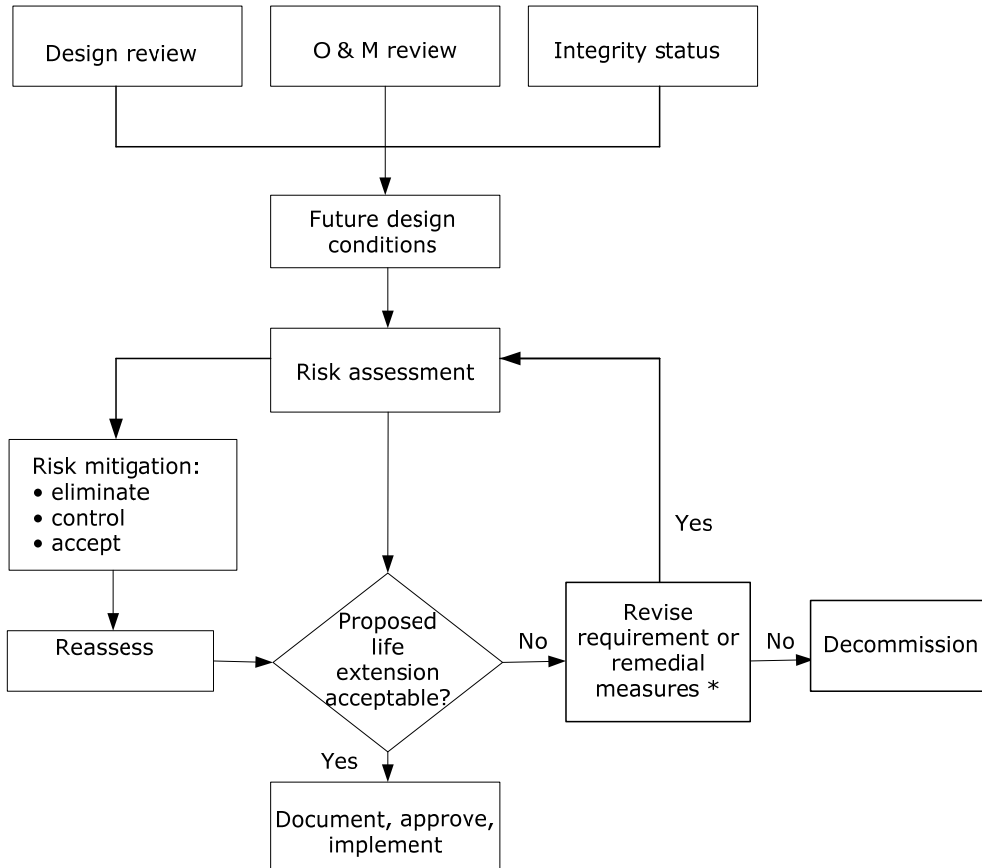 Design review
O & M review
Integrity status
Future design
conditions
Risk assessment
Risk mitigation:
• eliminate
• control
• accept
Yes
Reassess
Proposed
life
extension
acceptable?
No
Revise
requirement or
remedial
measures *
No
Decommission
Yes
Document, approve,
implement